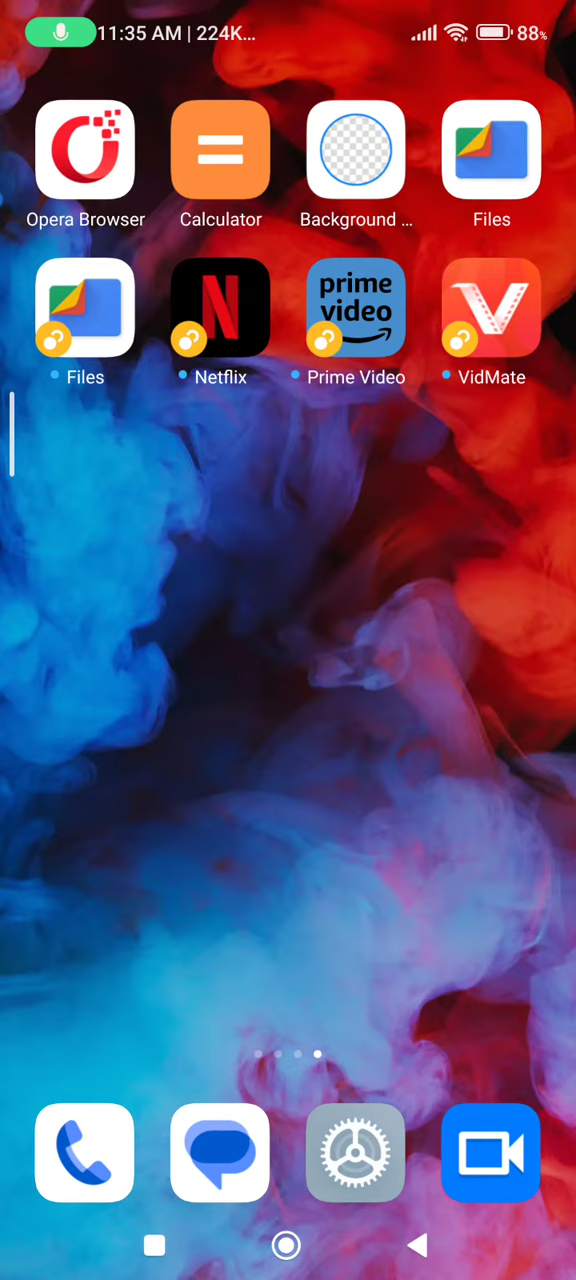 11:35 AM | 224K... 88%
Opera Browser Calculator Background ... Files
prime video
Files Netflix Prime Video VidMate